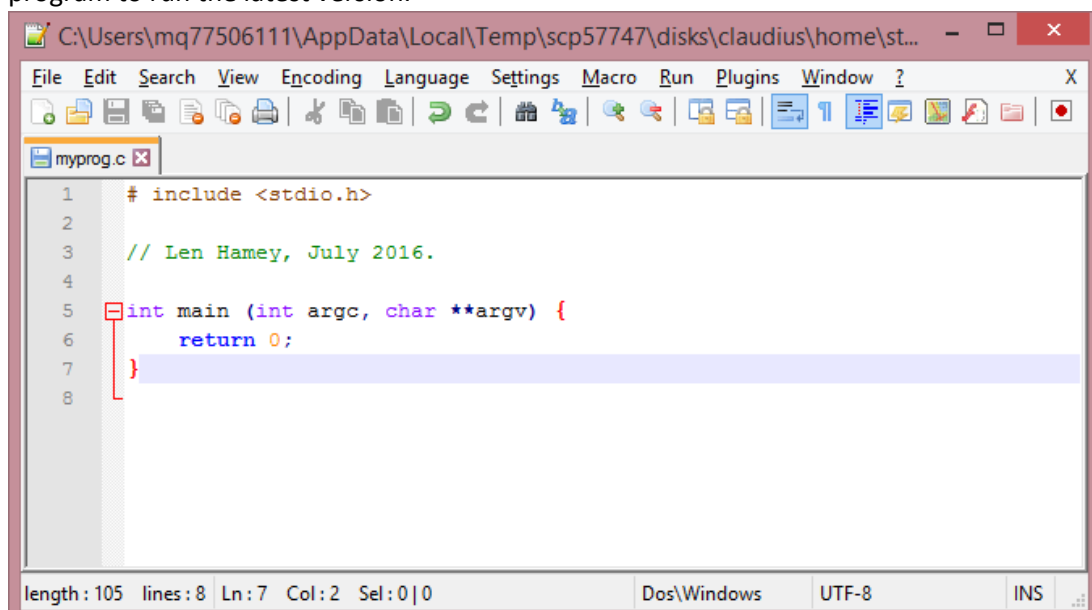 program to run the latest version.
C:\Users\mq77506111\AppData\Local\Temp\scp57747\disks\claudius\home\st...
File Edit Search View Encoding Language Settings Macro Run Plugins Window ? X
myprog.c
1 # include <stdio.h>
2
3 // Len Hamey, July 2016.
4
5 int main (int argc, char **argv) {
6 return 0;
7 }
8
length : 105 lines : 8 Ln : 7 Col : 2 Sel : 0 | 0 Dos\Windows UTF-8 INS